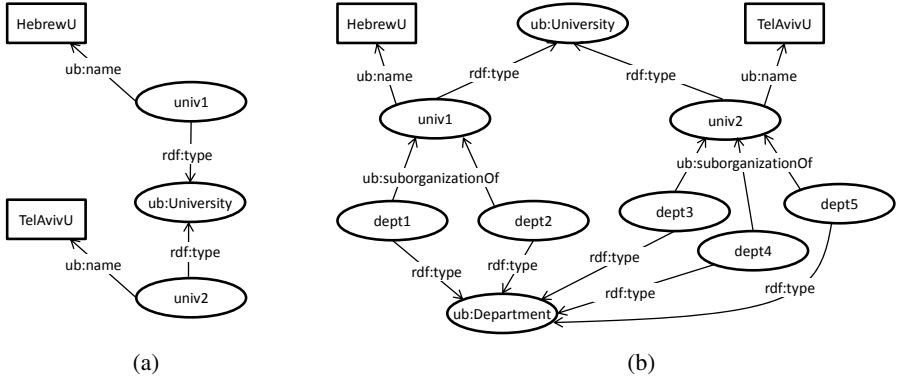 HebrewU
ub:name
univ1
rdf:type
ub:University
TelAvivU
rdf:type
ub:name
univ2
(a)
HebrewU
ub:University
TelAvivU
ub:name
rdf:type
rdf:type
ub:name
univ1
univ2
ub:suborganizationOf
ub:suborganizationOf
dept1
dept2
dept3
dept5
dept4
rdf:type
rdf:type
rdf:type
rdf:type
rdf:type
ub:Department
(b)